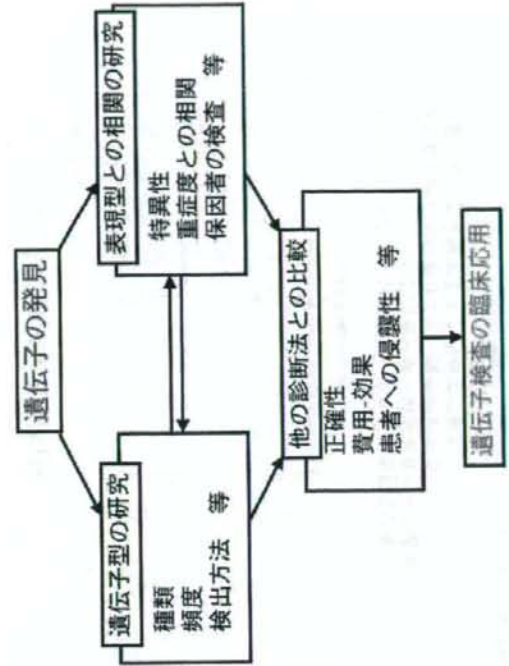 遺伝子の発見
遺伝子型の研究
種類
頻度
検出方法 等
表現型との相関の研究
特異性
重症度との相関
保因者の検査 等
他の診断法との比較
正確性
費用-効果
患者への侵襲性 等
遺伝子検査の臨床応用